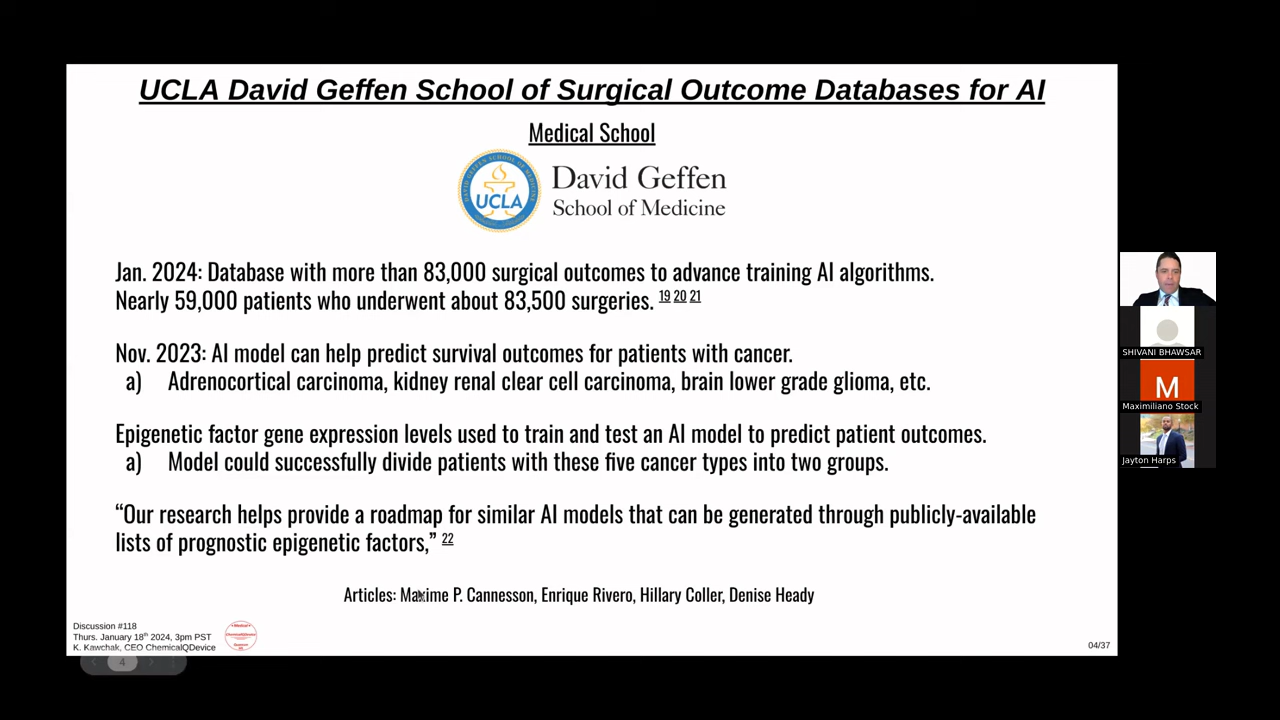 UCLA David Geffen School of Surgical Outcome Databases for AI
Medical School
UCLA
David Geffen
School of Medicine
Jan. 2024: Database with more than 83,000 surgical outcomes to advance training AI algorithms.
Nearly 59,000 patients who underwent about 83,500 surgeries. 19 20 21
Nov. 2023: AI model can help predict survival outcomes for patients with cancer.
a) Adrenocortical carcinoma, kidney renal clear cell carcinoma, brain lower grade glioma, etc.
Epigenetic factor gene expression levels used to train and test an AI model to predict patient outcomes.
a) Model could successfully divide patients with these five cancer types into two groups.
“Our research helps provide a roadmap for similar AI models that can be generated through publicly-available
lists of prognostic epigenetic factors,” 22
Articles: Maxime P. Cannesson, Enrique Rivero, Hillary Coller, Denise Heady
Discussion #118
Thurs. January 18th 2024, 3pm PST
K. Kawchak, CEO ChemicalQDevice
04/37
4
SHIVANI BHAWSAR
M
Maximiliano Stock
Jayton Harps